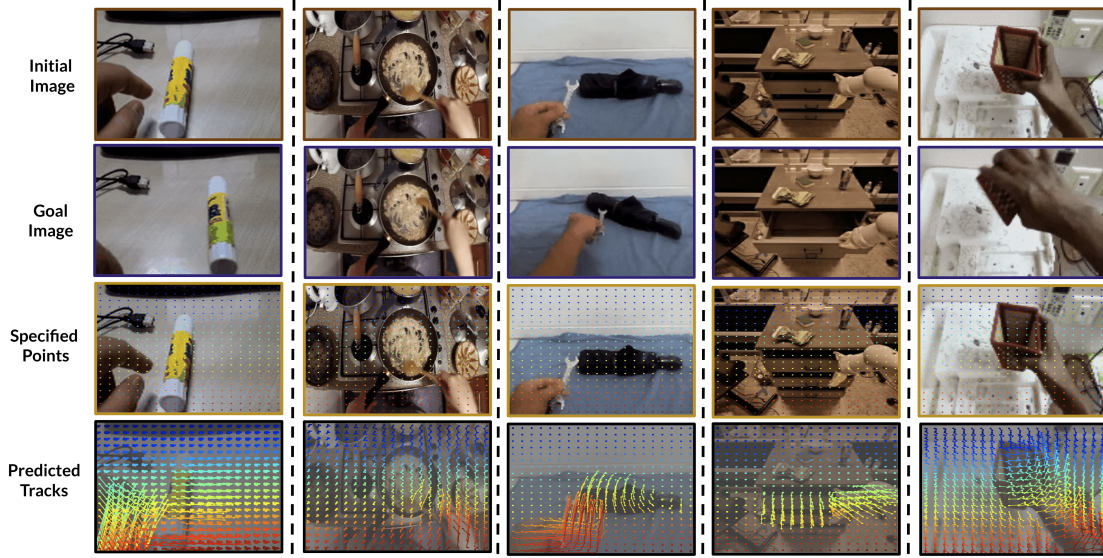 Initial
Image
Goal
Image
Specified
Points
Predicted
Tracks